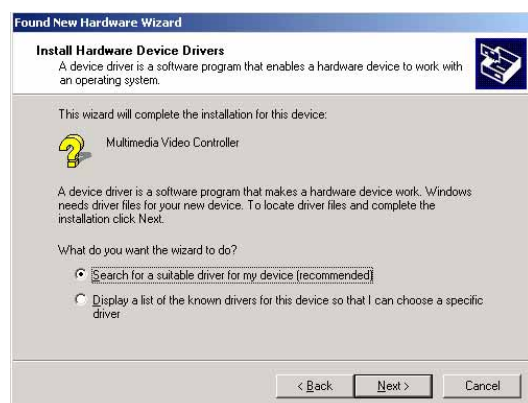 Found New Hardware Wizard
Install Hardware Device Drivers
A device driver is a software program that enables a hardware device to work with
an operating system.
This wizard will complete the installation for this device:
Multimedia Video Controller
A device driver is a software program that makes a hardware device work. Windows
needs driver files for your new device. To locate driver files and complete the
installation click Next.
What do you want the wizard to do?
Search for a suitable driver for my device (recommended)
Display a list of the known drivers for this device so that I can choose a specific
driver
< Back
Next >
Cancel